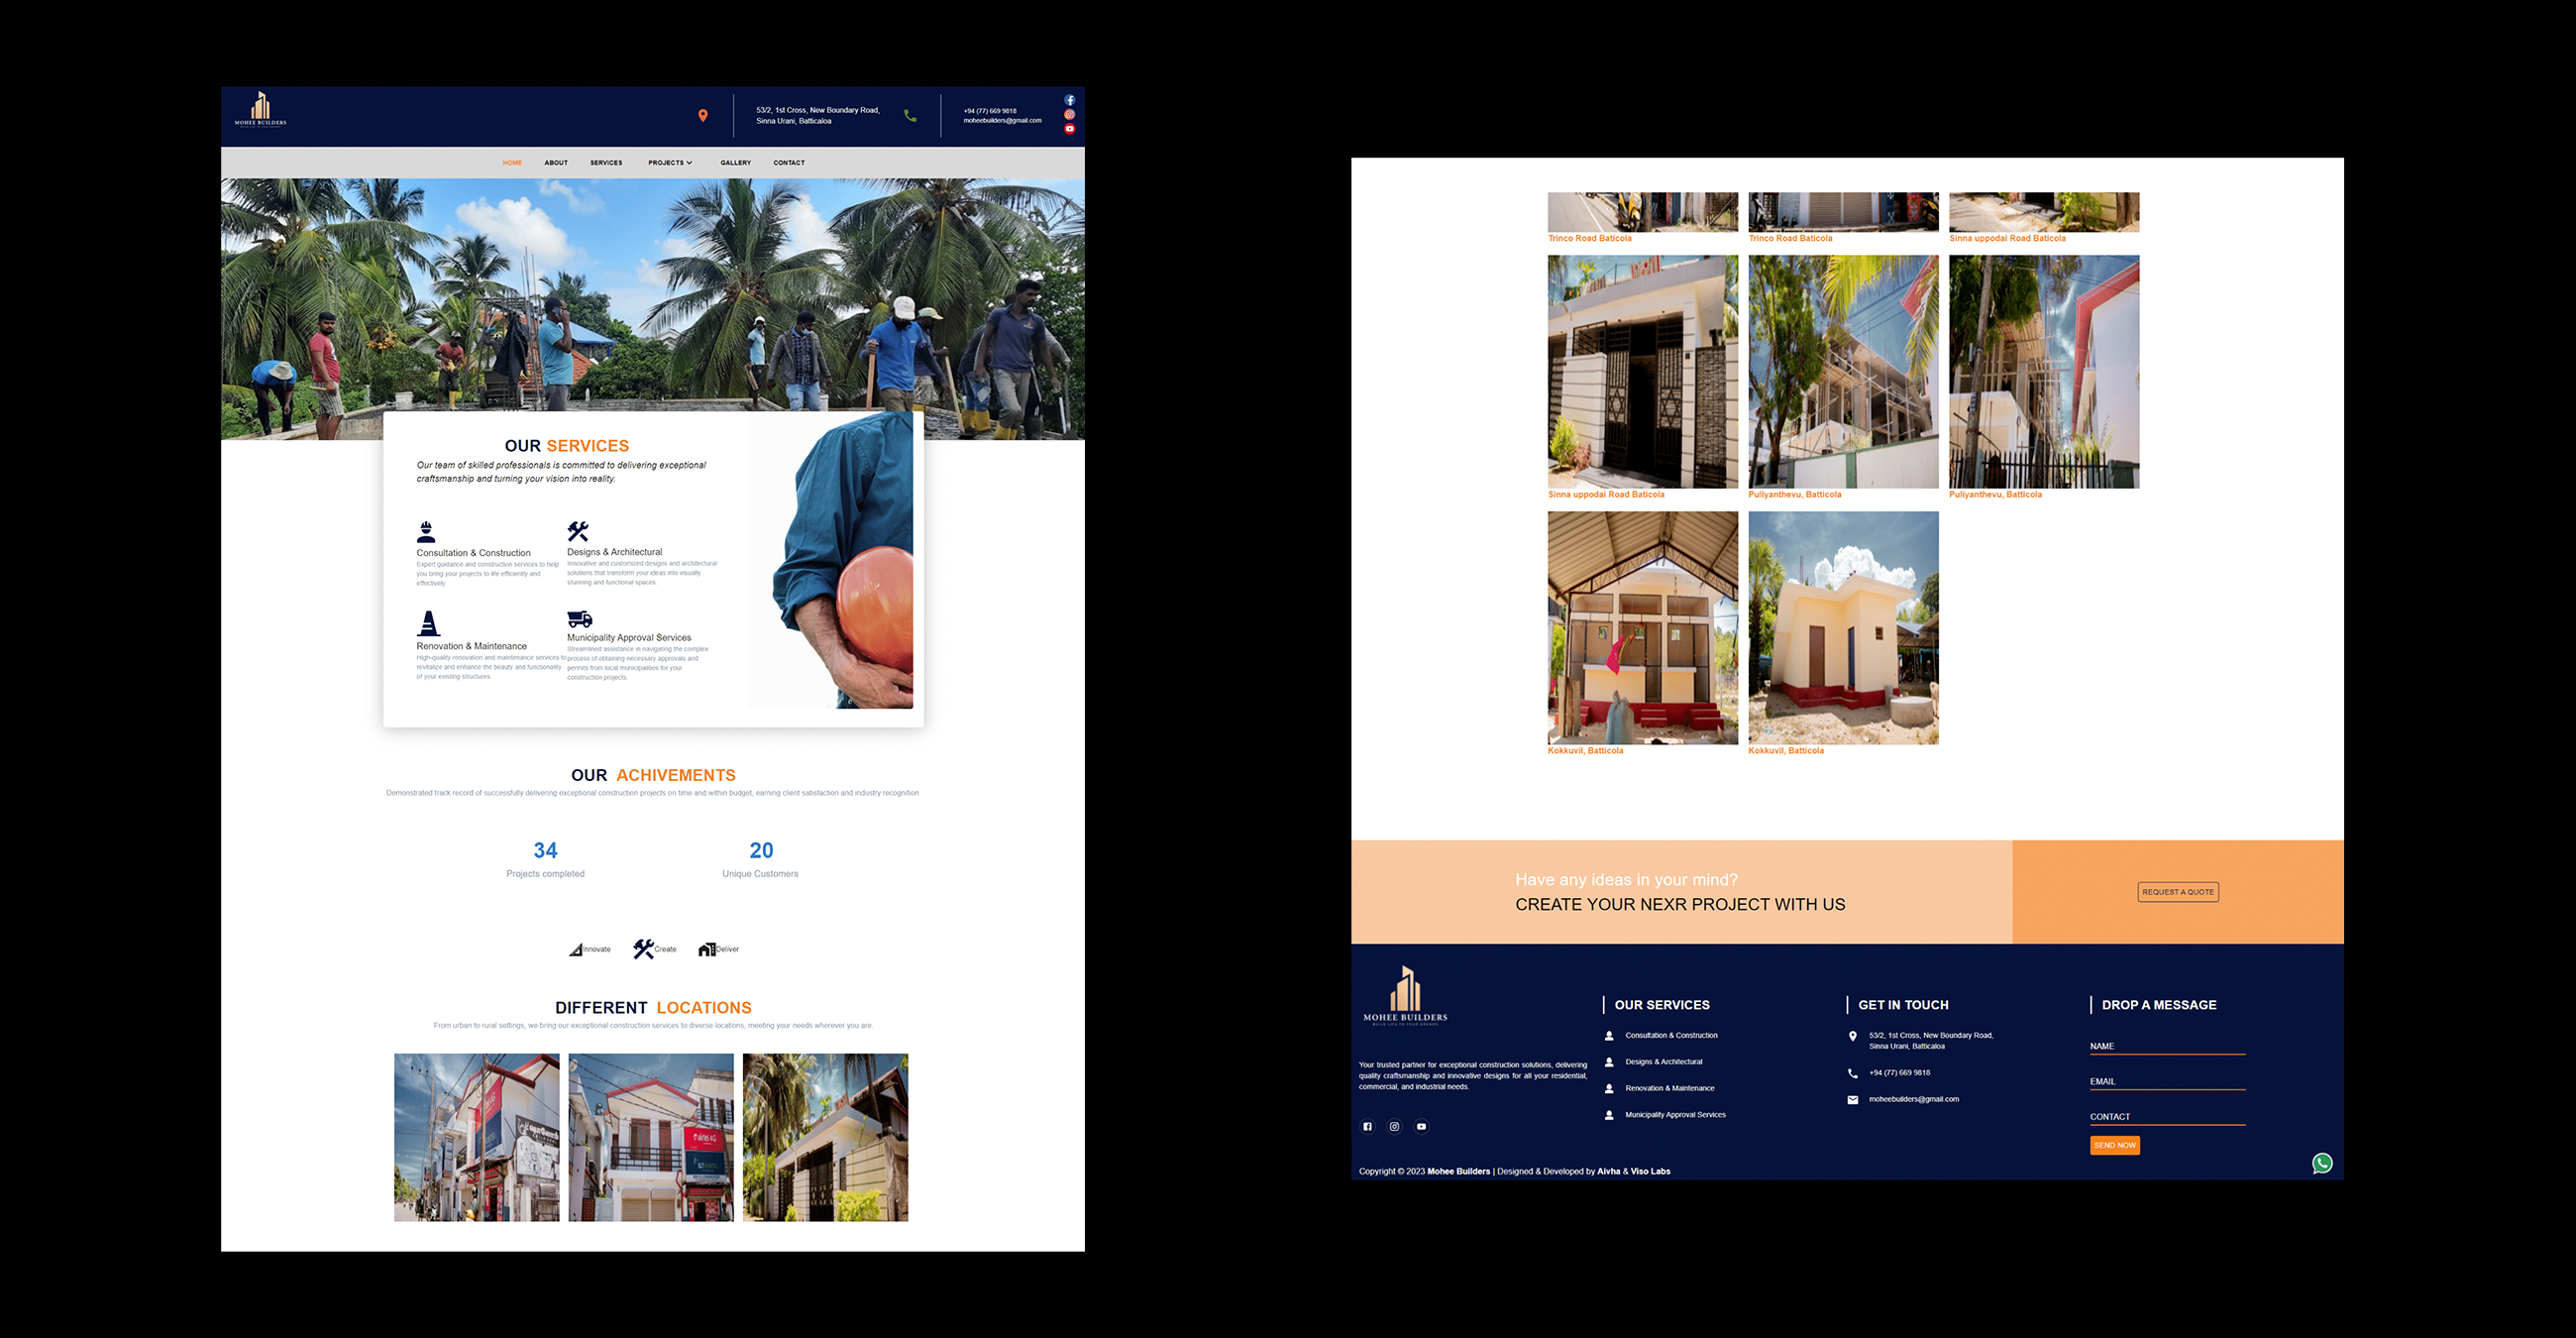 MOHEE BUILDERS
53/2, 1st Cross, New Boundary Road,
Sinna Urani, Batticaloa
+94 (77) 669 9818
moheebuilders@gmail.com
HOME ABOUT SERVICES PROJECTS GALLERY CONTACT
OUR SERVICES
Our team of skilled professionals is committed to delivering exceptional
craftsmanship and turning your vision into reality.
Consultation & Construction
Expert guidance and construction services to help
you bring your projects to life efficiently and
effectively.
Designs & Architectural
Innovative and customized designs and architectural
solutions that transform your ideas into visually
stunning and functional spaces.
Renovation & Maintenance
High-quality renovation and maintenance services to
revitalize and enhance the beauty and functionality
of your existing structures.
Municipality Approval Services
Streamlined assistance in navigating the complex
process of obtaining necessary approvals and
permits from local municipalities for your
construction projects.
OUR ACHIVEMENTS
Demonstrated track record of successfully delivering exceptional construction projects on time and within budget, earning client satisfaction and industry recognition.
34
Projects completed
20
Unique Customers
Innovate Create Deliver
DIFFERENT LOCATIONS
From urban to rural settings, we bring our exceptional construction services to diverse locations, meeting your needs wherever you are.
Trinco Road Baticola
Trinco Road Baticola
Sinna uppodai Road Baticola
Sinna uppodai Road Baticola
Puliyanthevu, Batticola
Puliyanthevu, Batticola
Kokkuvil, Batticola
Kokkuvil, Batticola
Have any ideas in your mind?
CREATE YOUR NEXR PROJECT WITH US
REQUEST A QUOTE
MOHEE BUILDERS
BUILD LIFE TO YOUR DREAMS
Your trusted partner for exceptional construction solutions, delivering
quality craftsmanship and innovative designs for all your residential,
commercial, and industrial needs.
OUR SERVICES
Consultation & Construction
Designs & Architectural
Renovation & Maintenance
Municipality Approval Services
GET IN TOUCH
53/2, 1st Cross, New Boundary Road,
Sinna Urani, Batticaloa
+94 (77) 669 9818
moheebuilders@gmail.com
DROP A MESSAGE
NAME
EMAIL
CONTACT
SEND NOW
Copyright © 2023 Mohee Builders | Designed & Developed by Aivha & Viso Labs